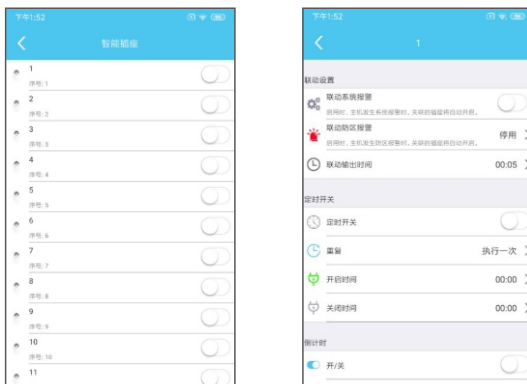 下午1:52
智能插座
1
序号: 1
2
序号: 2
3
序号: 3
4
序号: 4
5
序号: 5
6
序号: 6
7
序号: 7
8
序号: 8
9
序号: 9
10
序号: 10
11
下午1:52
1
联动设置
联动系统报警
启用时，主机发生系统报警时，关联的插座将自动开启。
联动防区报警
停用
启用时，主机发生防区报警时，关联的插座将自动开启。
联动输出时间
00:05
定时开关
定时开关
重复
执行一次
开启时间
00:00
关闭时间
00:00
倒计时
开/关